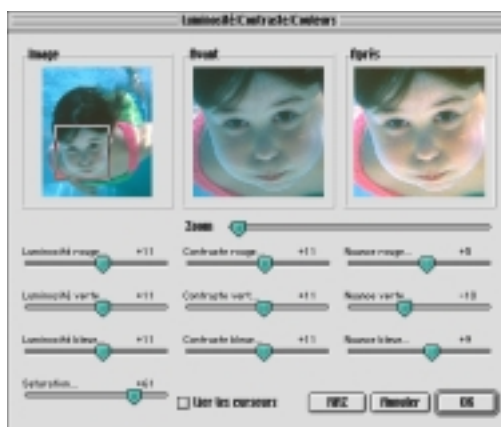 Luminosité/Contraste/Couleurs
Image
Avant
Après
Zoom
Luminosité rouge... +11
Contraste rouge... +11
Nuance rouge... +8
Luminosité verte +11
Contraste vert... +11
Nuance verte... -13
Luminosité bleue... +11
Contraste bleu... +11
Nuance bleue... +9
Saturation... +61
Lier les curseurs
RAZ
Annuler
OK